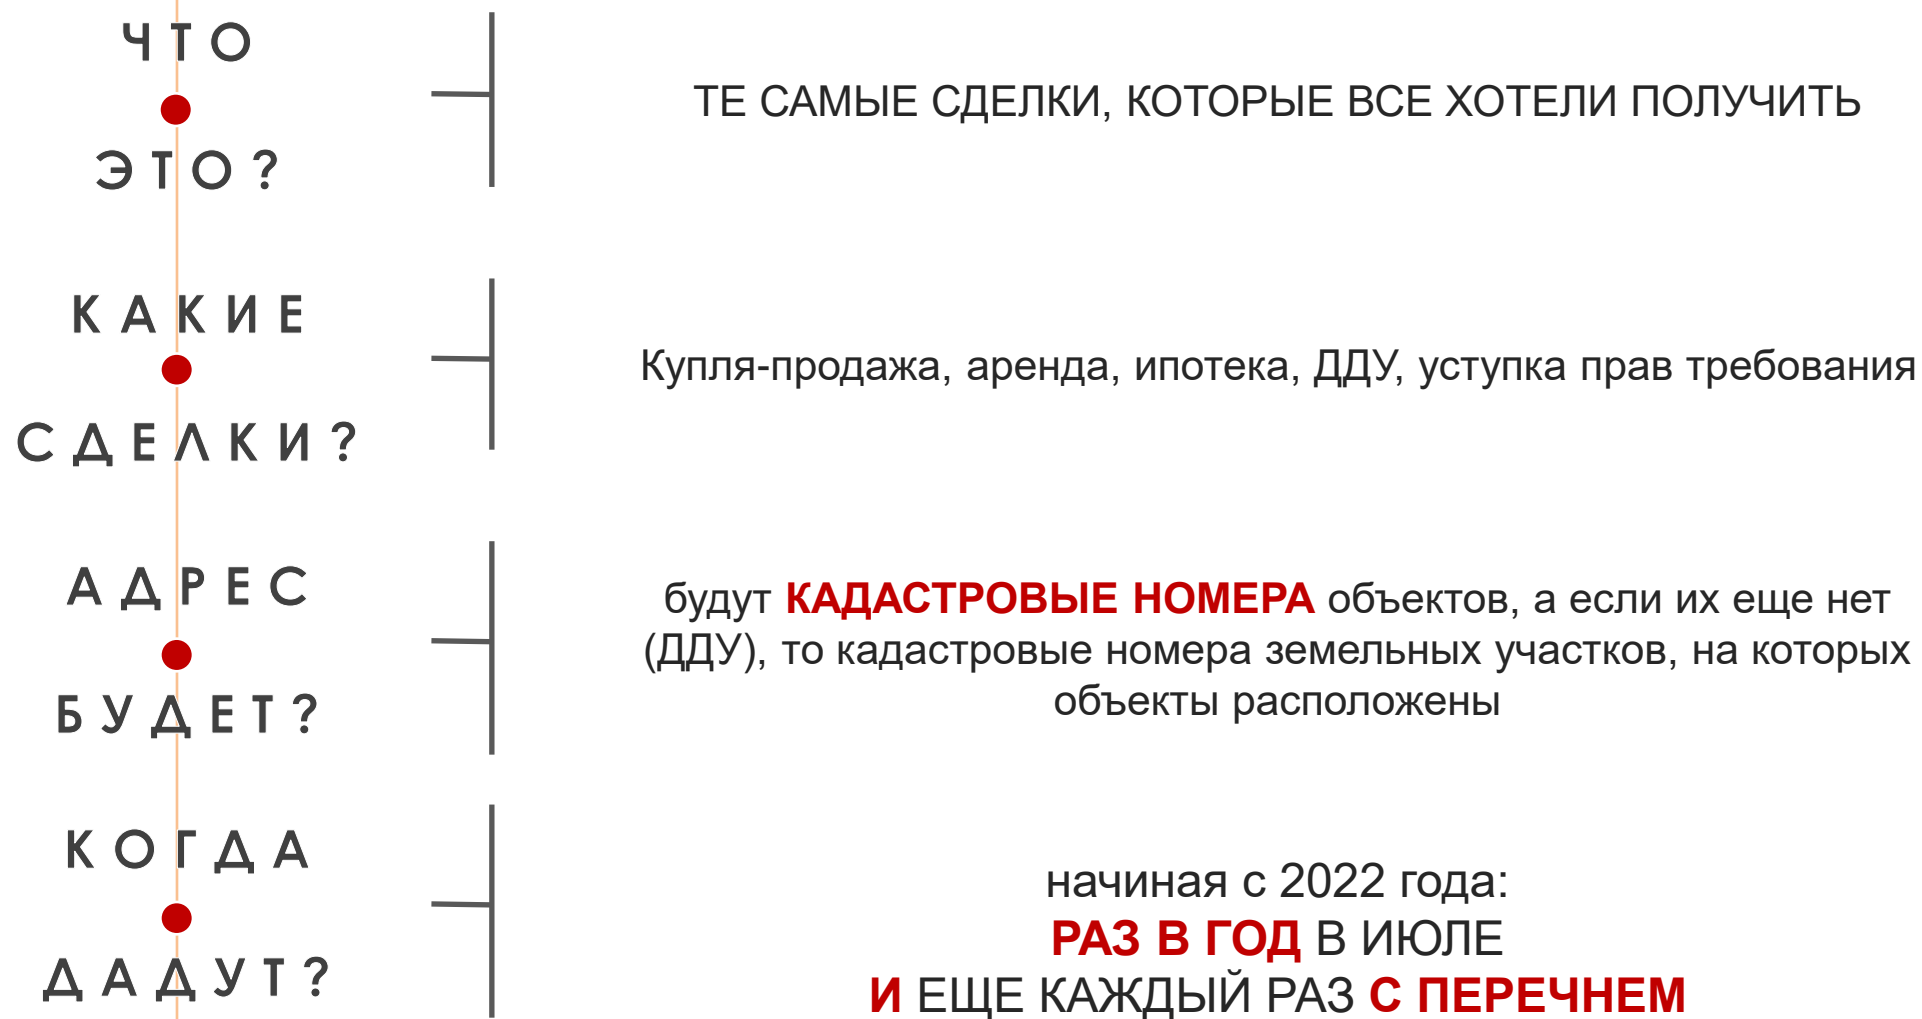 ЧТО
ЭТО?
ТЕ САМЫЕ СДЕЛКИ, КОТОРЫЕ ВСЕ ХОТЕЛИ ПОЛУЧИТЬ
КАКИЕ
СДЕЛКИ?
Купля-продажа, аренда, ипотека, ДДУ, уступка прав требования
АДРЕС
БУДЕТ?
будут КАДАСТРОВЫЕ НОМЕРА объектов, а если их еще нет
(ДДУ), то кадастровые номера земельных участков, на которых
объекты расположены
КОГДА
ДАДУТ?
начиная с 2022 года:
РАЗ В ГОД В ИЮЛЕ
И ЕЩЕ КАЖДЫЙ РАЗ С ПЕРЕЧНЕМ